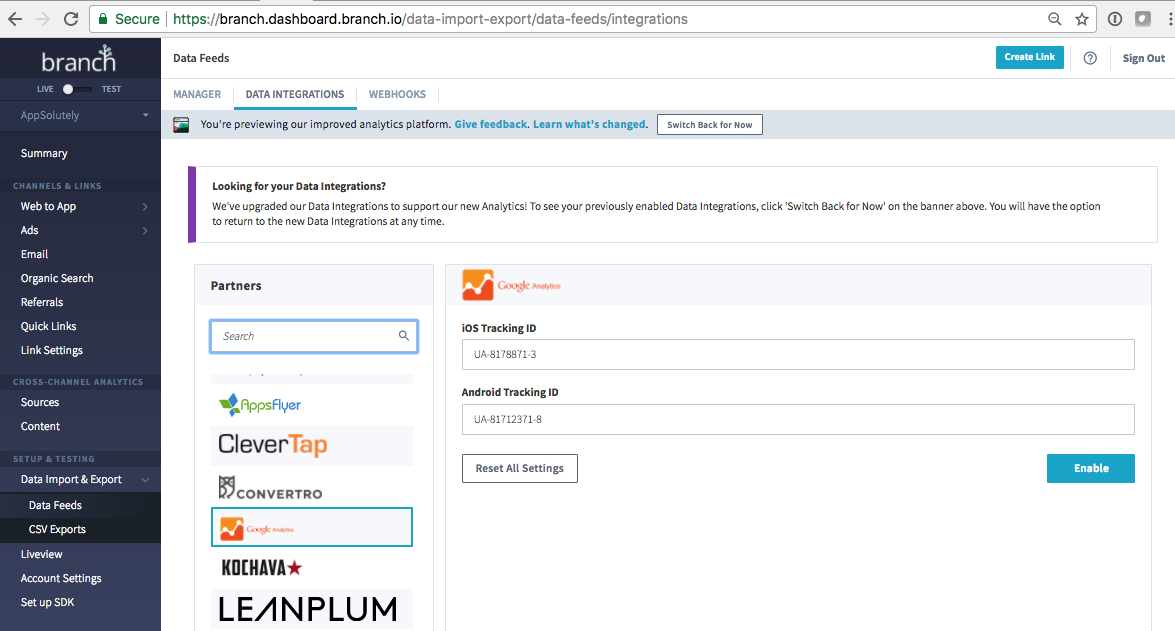 Secure
https://branch.dashboard.branch.io/data-import-export/data-feeds/integrations
branch
LIVE TEST
AppSolutely
Summary
CHANNELS & LINKS
Web to App
Ads
Email
Organic Search
Referrals
Quick Links
Link Settings
CROSS-CHANNEL ANALYTICS
Sources
Content
SETUP & TESTING
Data Import & Export
Data Feeds
CSV Exports
Liveview
Account Settings
Set up SDK
Data Feeds
Create Link
?
Sign Out
MANAGER
DATA INTEGRATIONS
WEBHOOKS
You're previewing our improved analytics platform. Give feedback. Learn what's changed.
Switch Back for Now
Looking for your Data Integrations?
We've upgraded our Data Integrations to support our new Analytics! To see your previously enabled Data Integrations, click 'Switch Back for Now' on the banner above. You will have the option
to return to the new Data Integrations at any time.
Partners
Search
AppsFlyer
CleverTap
CONVERTRO
Google Analytics
KOCHAVA
LEANPLUM
Google Analytics
iOS Tracking ID
UA-8178871-3
Android Tracking ID
UA-81712371-8
Reset All Settings
Enable